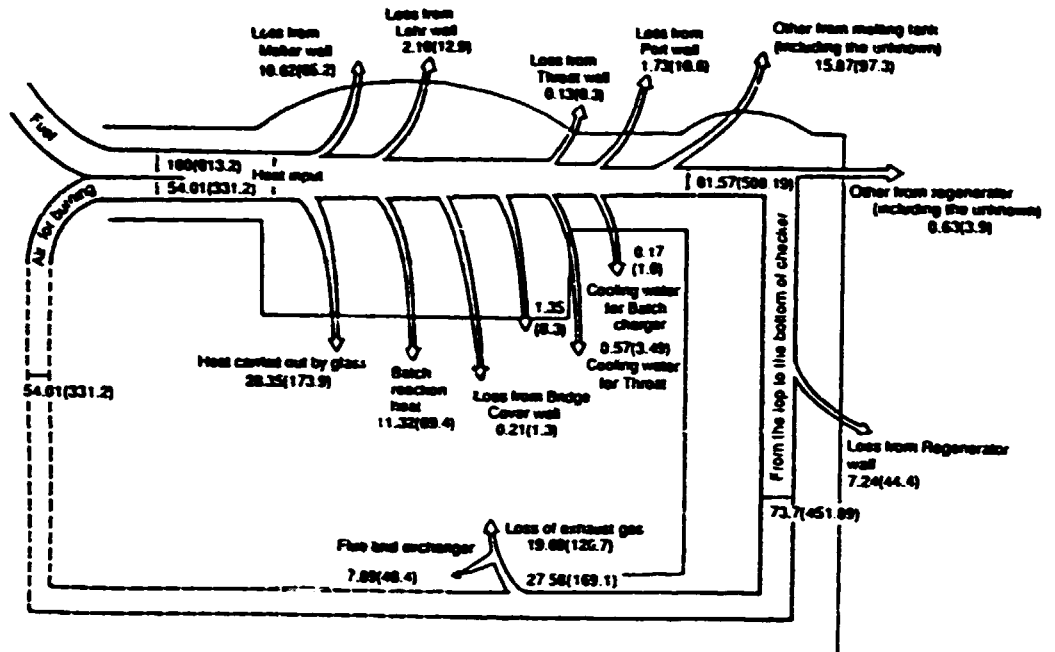 Loss from
Melter wall
10.62(65.2)
Loss from
Lehr wall
2.10(12.9)
Loss from
Throat wall
0.13(0.3)
Loss from
Port wall
1.73(10.6)
Other from melting tank
(including the unknown)
15.87(97.3)
Fuel
100(613.2)
Heat input
54.01(331.2)
Air for burning
81.57(500.19)
Other from regenerator
(including the unknown)
0.63(3.9)
0.17
(1.0)
Cooling water
for Batch
charger
1.35
(8.3)
0.57(3.49)
Cooling water
for Throat
Heat carried out by glass
28.35(173.9)
Batch
reaction
heat
11.32(69.4)
Loss from Bridge
Cover wall
0.21(1.3)
54.01(331.2)
From the top to the bottom of checker
Loss from Regenerator
wall
7.24(44.4)
73.7(451.89)
Loss of exhaust gas
19.69(120.7)
Flue and exchanger
7.89(48.4)
27.58(169.1)